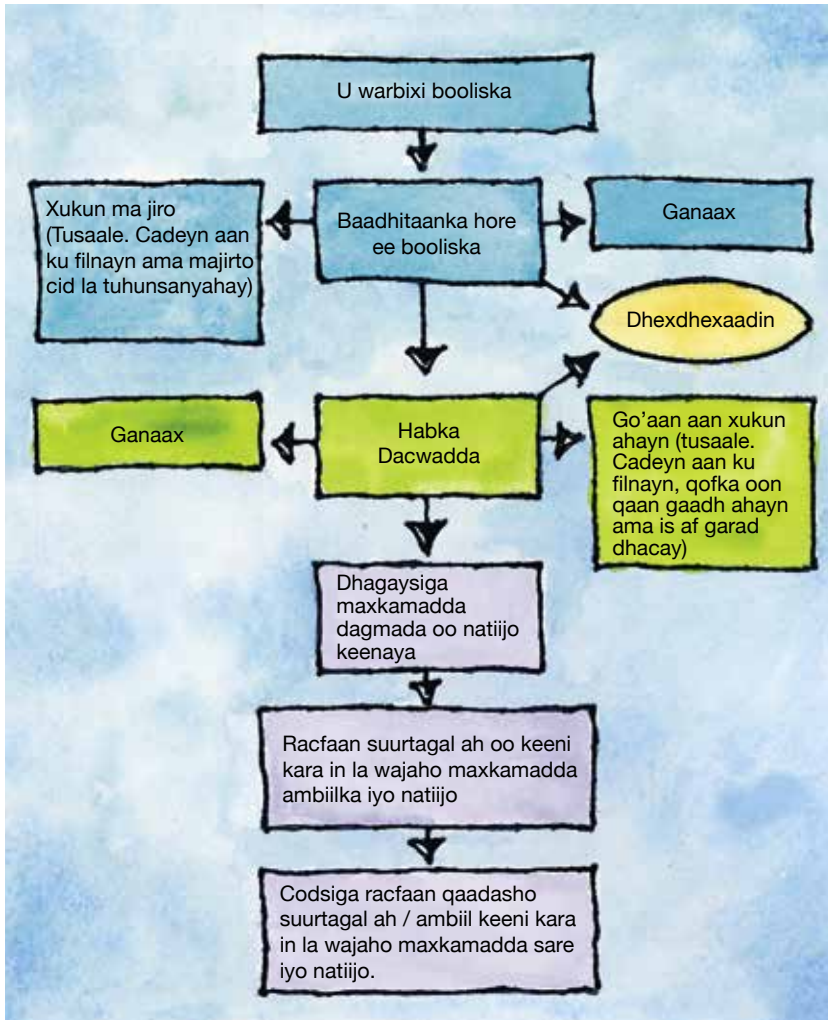 U warbixi booliska
Xukun ma jiro
(Tusaale. Cadeyn aan
ku filnayn ama majirto
cid la tuhunsanyahay)
Baadhitaanka hore
ee booliska
Ganaax
Dhexdhexaadin
Ganaax
Habka
Dacwadda
Go’aan aan xukun
ahayn (tusaale.
Cadeyn aan ku
filnayn, qofka oon
qaan gaadh ahayn
ama is af garad
dhacay)
Dhagaysiga
maxkamadda
dagmada oo natiijo
keenaya
Racfaan suurtagal ah oo keeni
kara in la wajaho maxkamadda
ambiilka iyo natiijo
Codsiga racfaan qaadasho
suurtagal ah / ambiil keeni kara
in la wajaho maxkamadda sare
iyo natiijo.